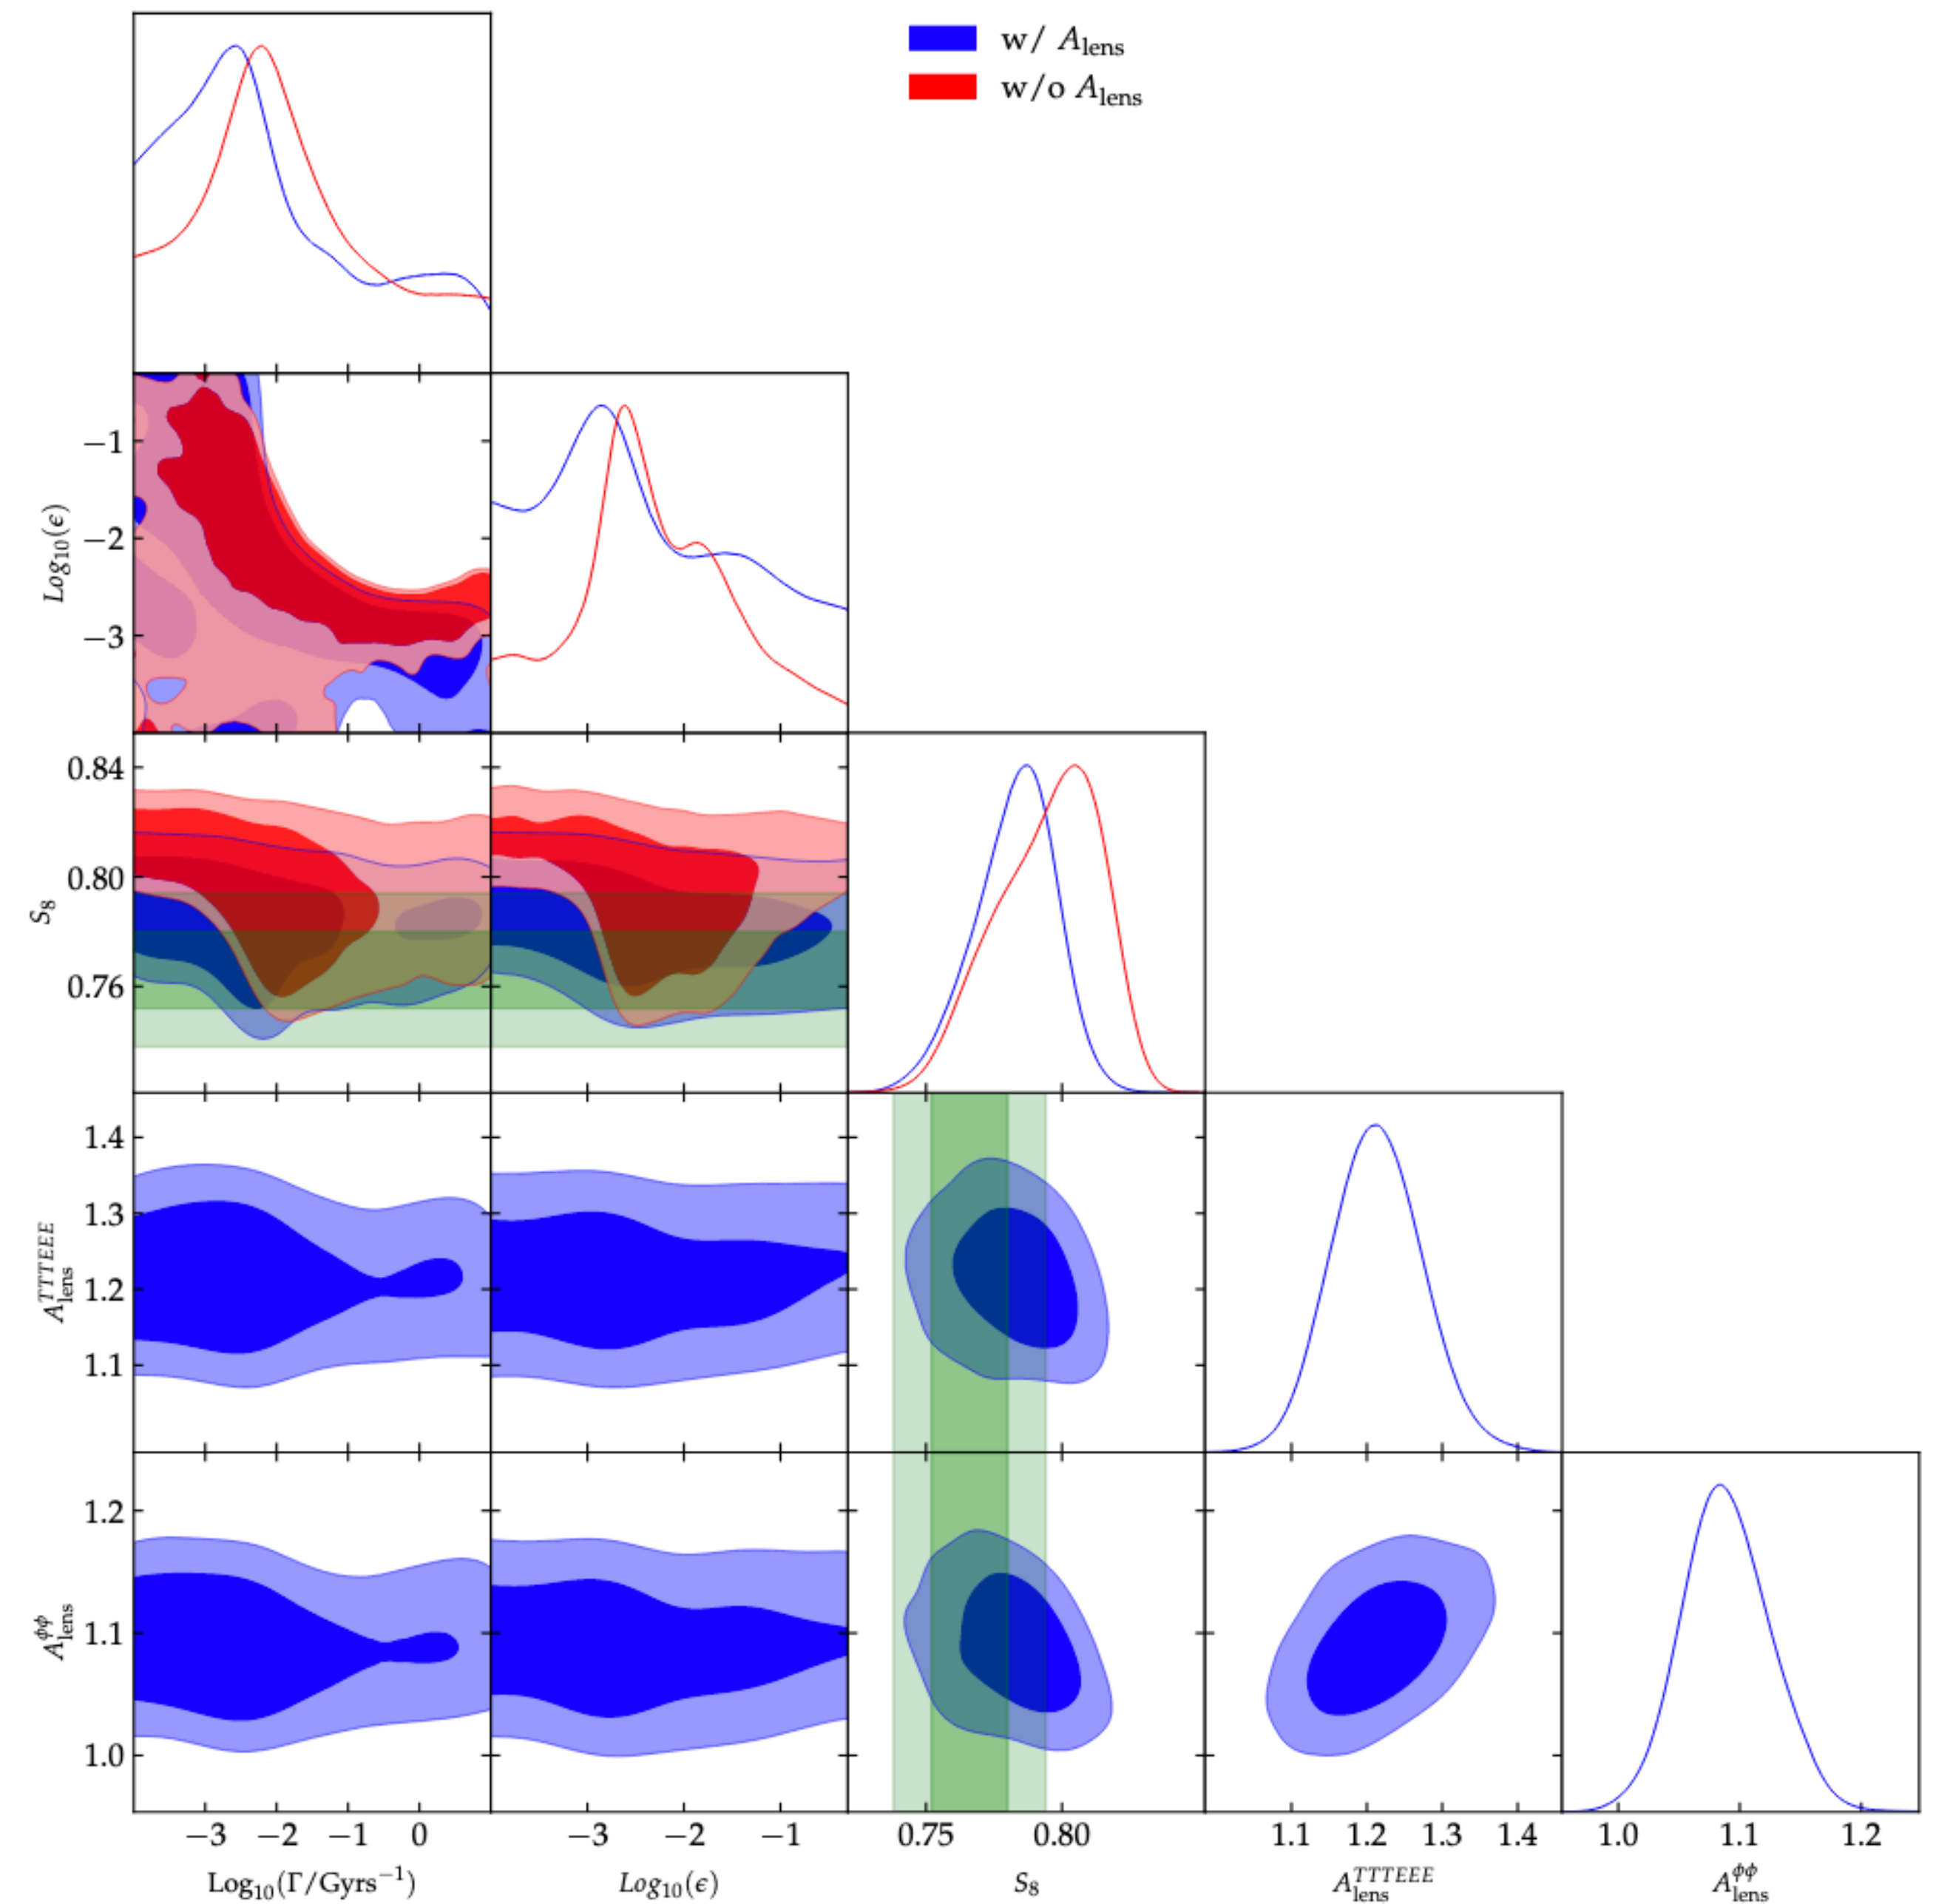 w/ A_lens
w/o A_lens
−1
−2
−3
Log₁₀(ϵ)
0.84
0.80
0.76
S₈
1.4
1.3
1.2
1.1
A_lens^TTTEEE
1.2
1.1
1.0
A_lens^ϕϕ
−3 −2 −1 0 −3 −2 −1 0.75 0.80 1.1 1.2 1.3 1.4 1.0 1.1 1.2
Log₁₀(Γ/Gyrs⁻¹) Log₁₀(ϵ) S₈ A_lens^TTTEEE A_lens^ϕϕ